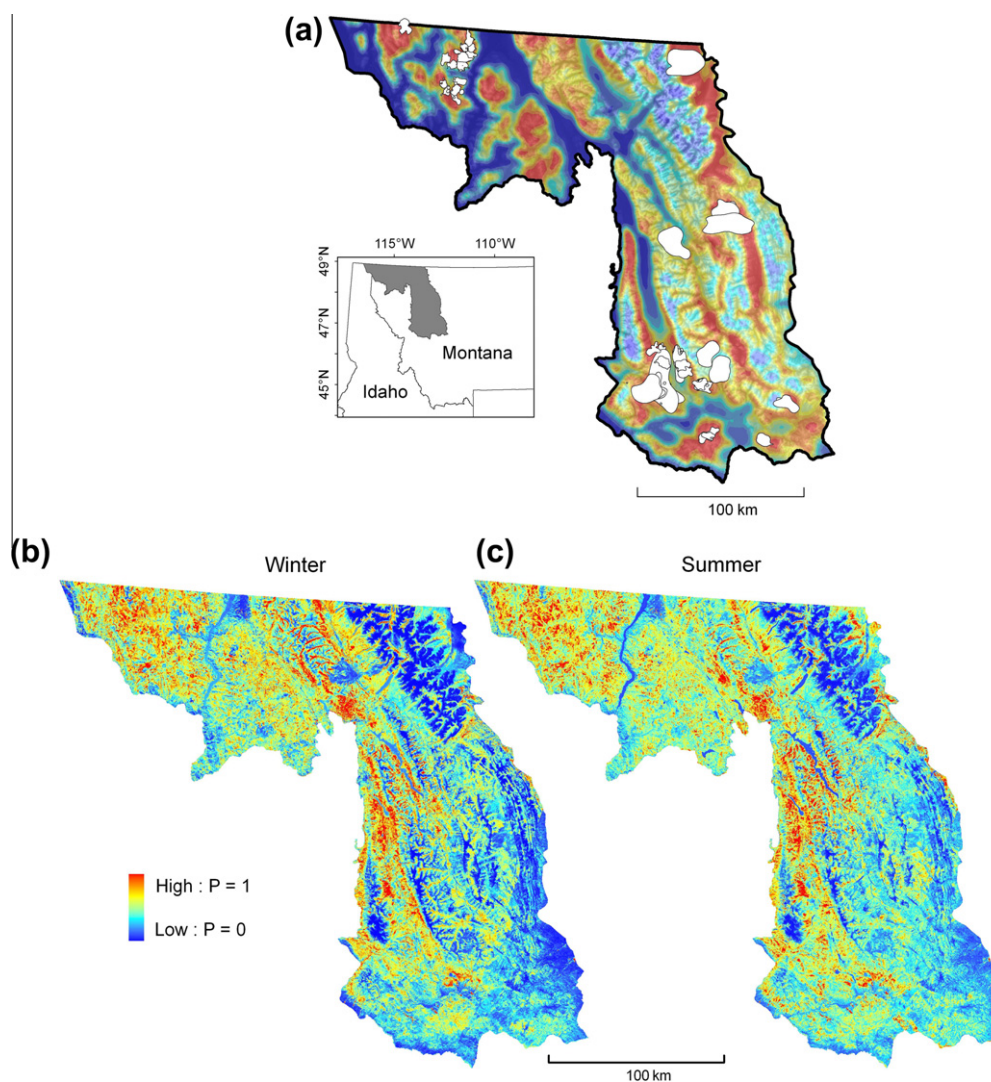 (a)
115°W
110°W
49°N
47°N
45°N
Montana
Idaho
100 km
(b)
Winter
(c)
Summer
High : P = 1
Low : P = 0
100 km